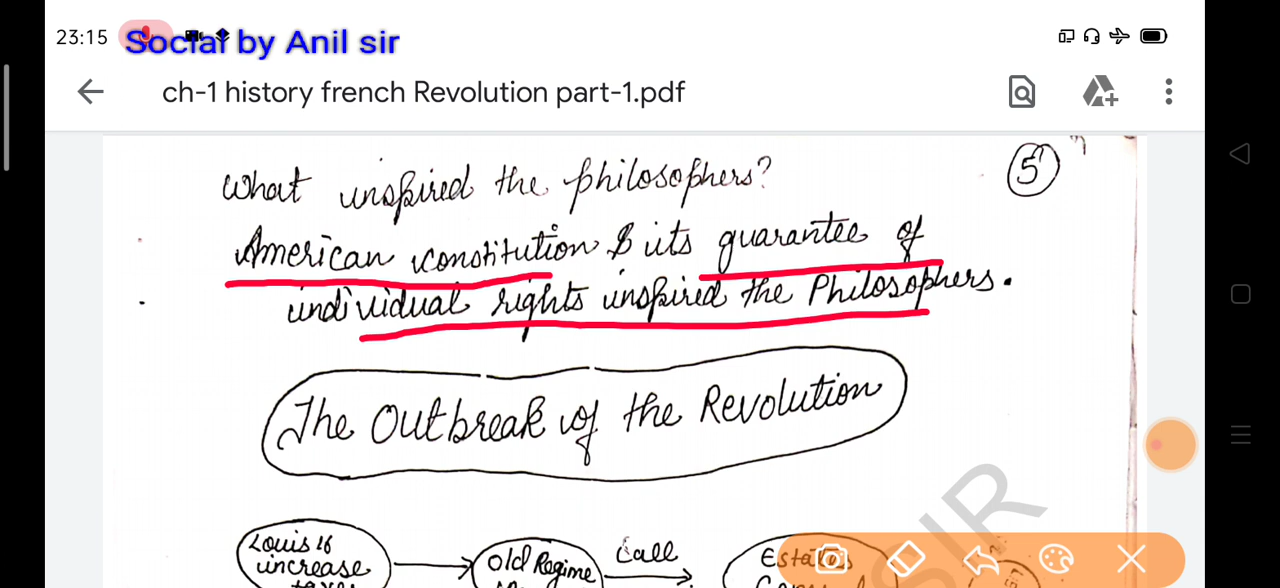 23:15
Social by Anil sir
ch-1 history french Revolution part-1.pdf
What inspired the philosophers?
5
American constitution & its guarantee of
individual rights inspired the Philosophers.
The Outbreak of the Revolution
Louis 16
increase
taxes
Old Regime
Call
SIR